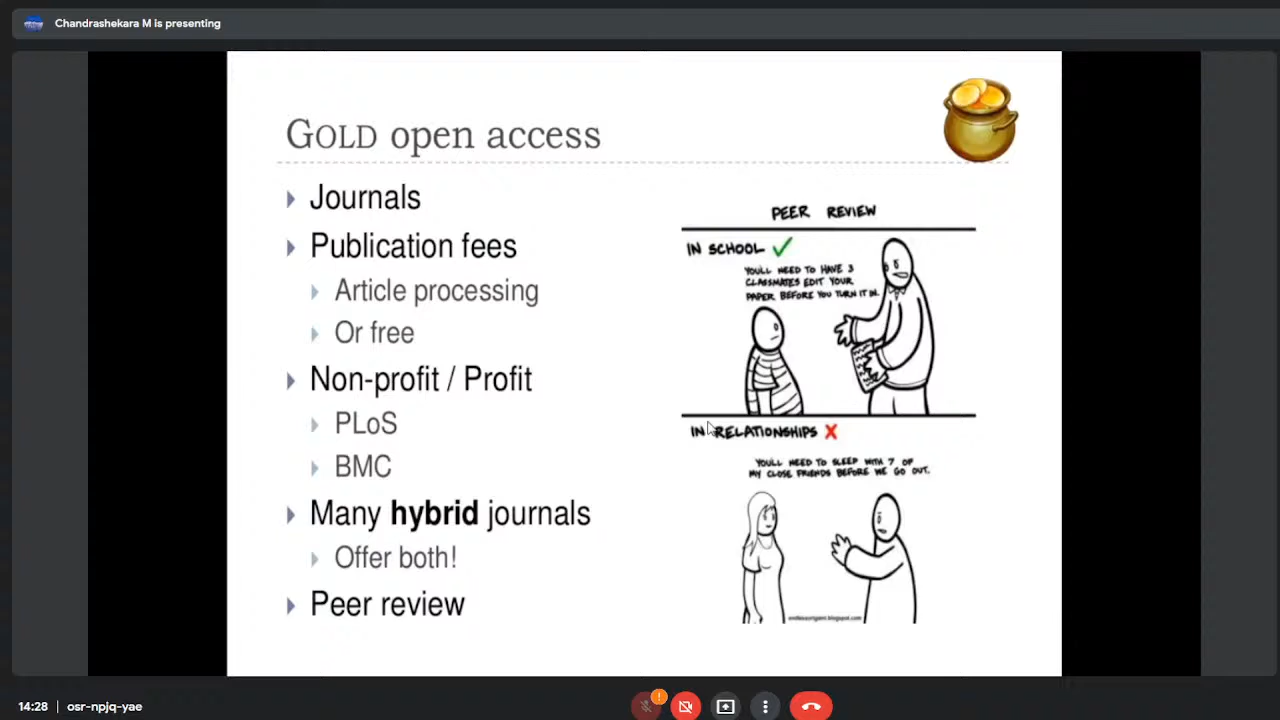 Chandrashekara M is presenting
GOLD open access
Journals
Publication fees
Article processing
Or free
Non-profit / Profit
PLoS
BMC
Many hybrid journals
Offer both!
Peer review
PEER REVIEW
IN SCHOOL
YOU'LL NEED TO HAVE 3
CLASSMATES EDIT YOUR
PAPER BEFORE YOU TURN IT IN.
IN RELATIONSHIPS X
YOU'LL NEED TO SLEEP WITH 7 OF
MY CLOSE FRIENDS BEFORE WE GO OUT.
14:28 | osr-npjq-yae